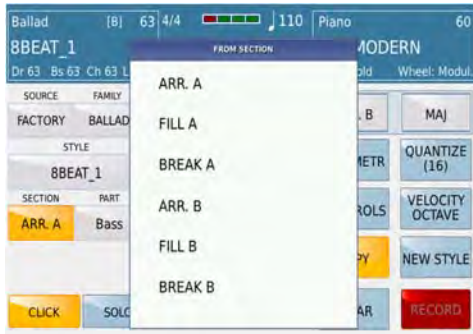 Ballad [B] 63 4/4 110 Piano 60
8BEAT_1 MODERN
Dr 63 Bs 63 Ch 63 L old Wheel: Modul.
FROM SECTION
ARR. A
FILL A
BREAK A
ARR. B
FILL B
BREAK B
SOURCE FAMILY
FACTORY BALLAD
STYLE
8BEAT_1
SECTION PART
ARR. A Bass
CLICK SOLO
. B MAJ
METR QUANTIZE
(16)
ROLS VELOCITY
OCTAVE
PY NEW STYLE
AR RECORD